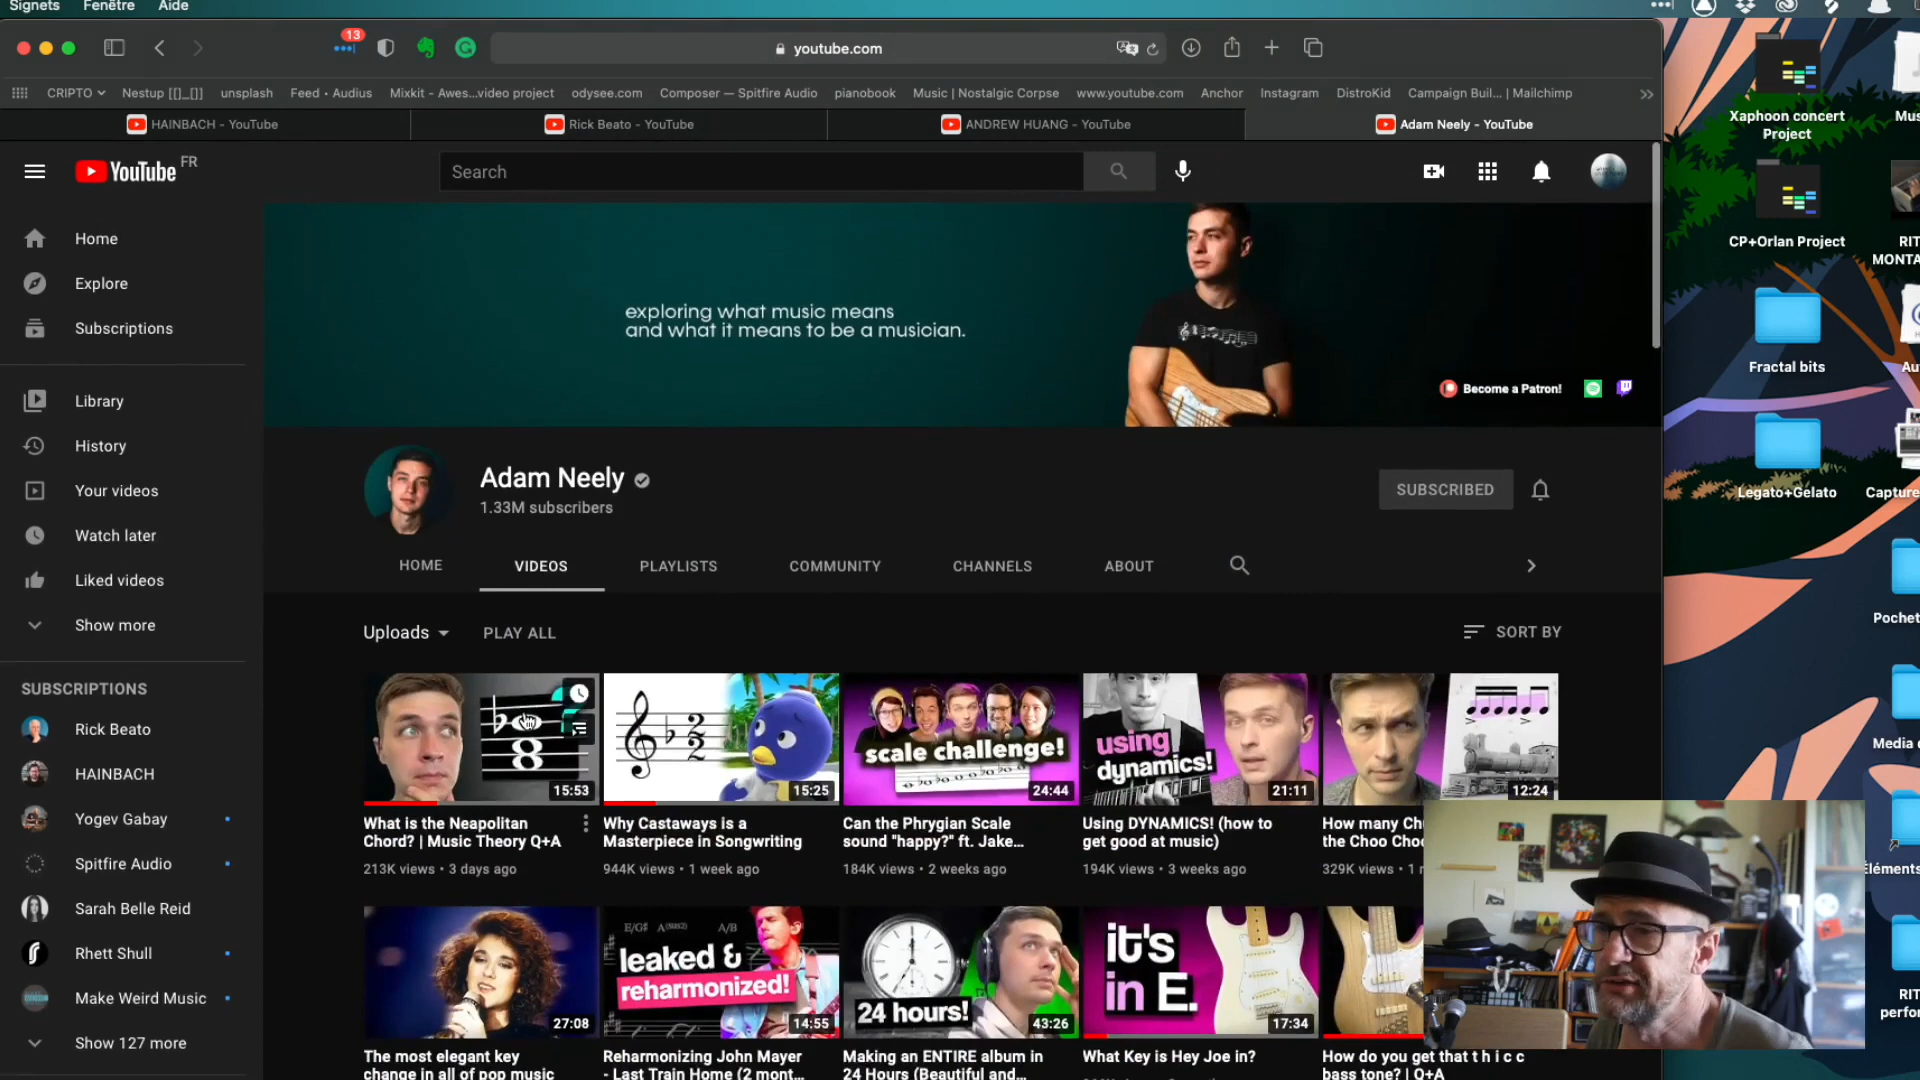 Signets Fenêtre Aide
13
youtube.com
CRIPTO Nestup [[]_[]] unsplash Feed • Audius Mixkit - Awes...video project odysee.com Composer — Spitfire Audio pianobook Music | Nostalgic Corpse www.youtube.com Anchor Instagram DistroKid Campaign Buil... | Mailchimp
HAINBACH - YouTube Rick Beato - YouTube ANDREW HUANG - YouTube Adam Neely - YouTube
YouTube FR
Search
Home
Explore
Subscriptions
Library
History
Your videos
Watch later
Liked videos
Show more
SUBSCRIPTIONS
Rick Beato
HAINBACH
Yogev Gabay
Spitfire Audio
Sarah Belle Reid
Rhett Shull
Make Weird Music
Show 127 more
exploring what music means
and what it means to be a musician.
Become a Patron!
Adam Neely
1.33M subscribers
SUBSCRIBED
HOME VIDEOS PLAYLISTS COMMUNITY CHANNELS ABOUT
Uploads PLAY ALL SORT BY
8
15:53
What is the Neapolitan
Chord? | Music Theory Q+A
213K views • 3 days ago
2
2
15:25
Why Castaways is a
Masterpiece in Songwriting
944K views • 1 week ago
scale challenge!
24:44
Can the Phrygian Scale
sound "happy?" ft. Jake...
184K views • 2 weeks ago
using
dynamics!
21:11
Using DYNAMICS! (how to
get good at music)
194K views • 3 weeks ago
12:24
How many Ch
the Choo Choo
329K views • 1
27:08
The most elegant key
change in all of pop music
E/G# A(sus2) A/B
leaked &
reharmonized!
14:55
Reharmonizing John Mayer
- Last Train Home (2 mont...
24 hours!
43:26
Making an ENTIRE album in
24 Hours (Beautiful and...
it's
in E.
17:34
What Key is Hey Joe in?
How do you get that t h i c c
bass tone? | Q+A
Xaphoon concert
Project
Mus
CP+Orlan Project
RIT
MONTA
Fractal bits
Au
Legato+Gelato
Capture
Pochet
Media
Éléments
RIT
perfor